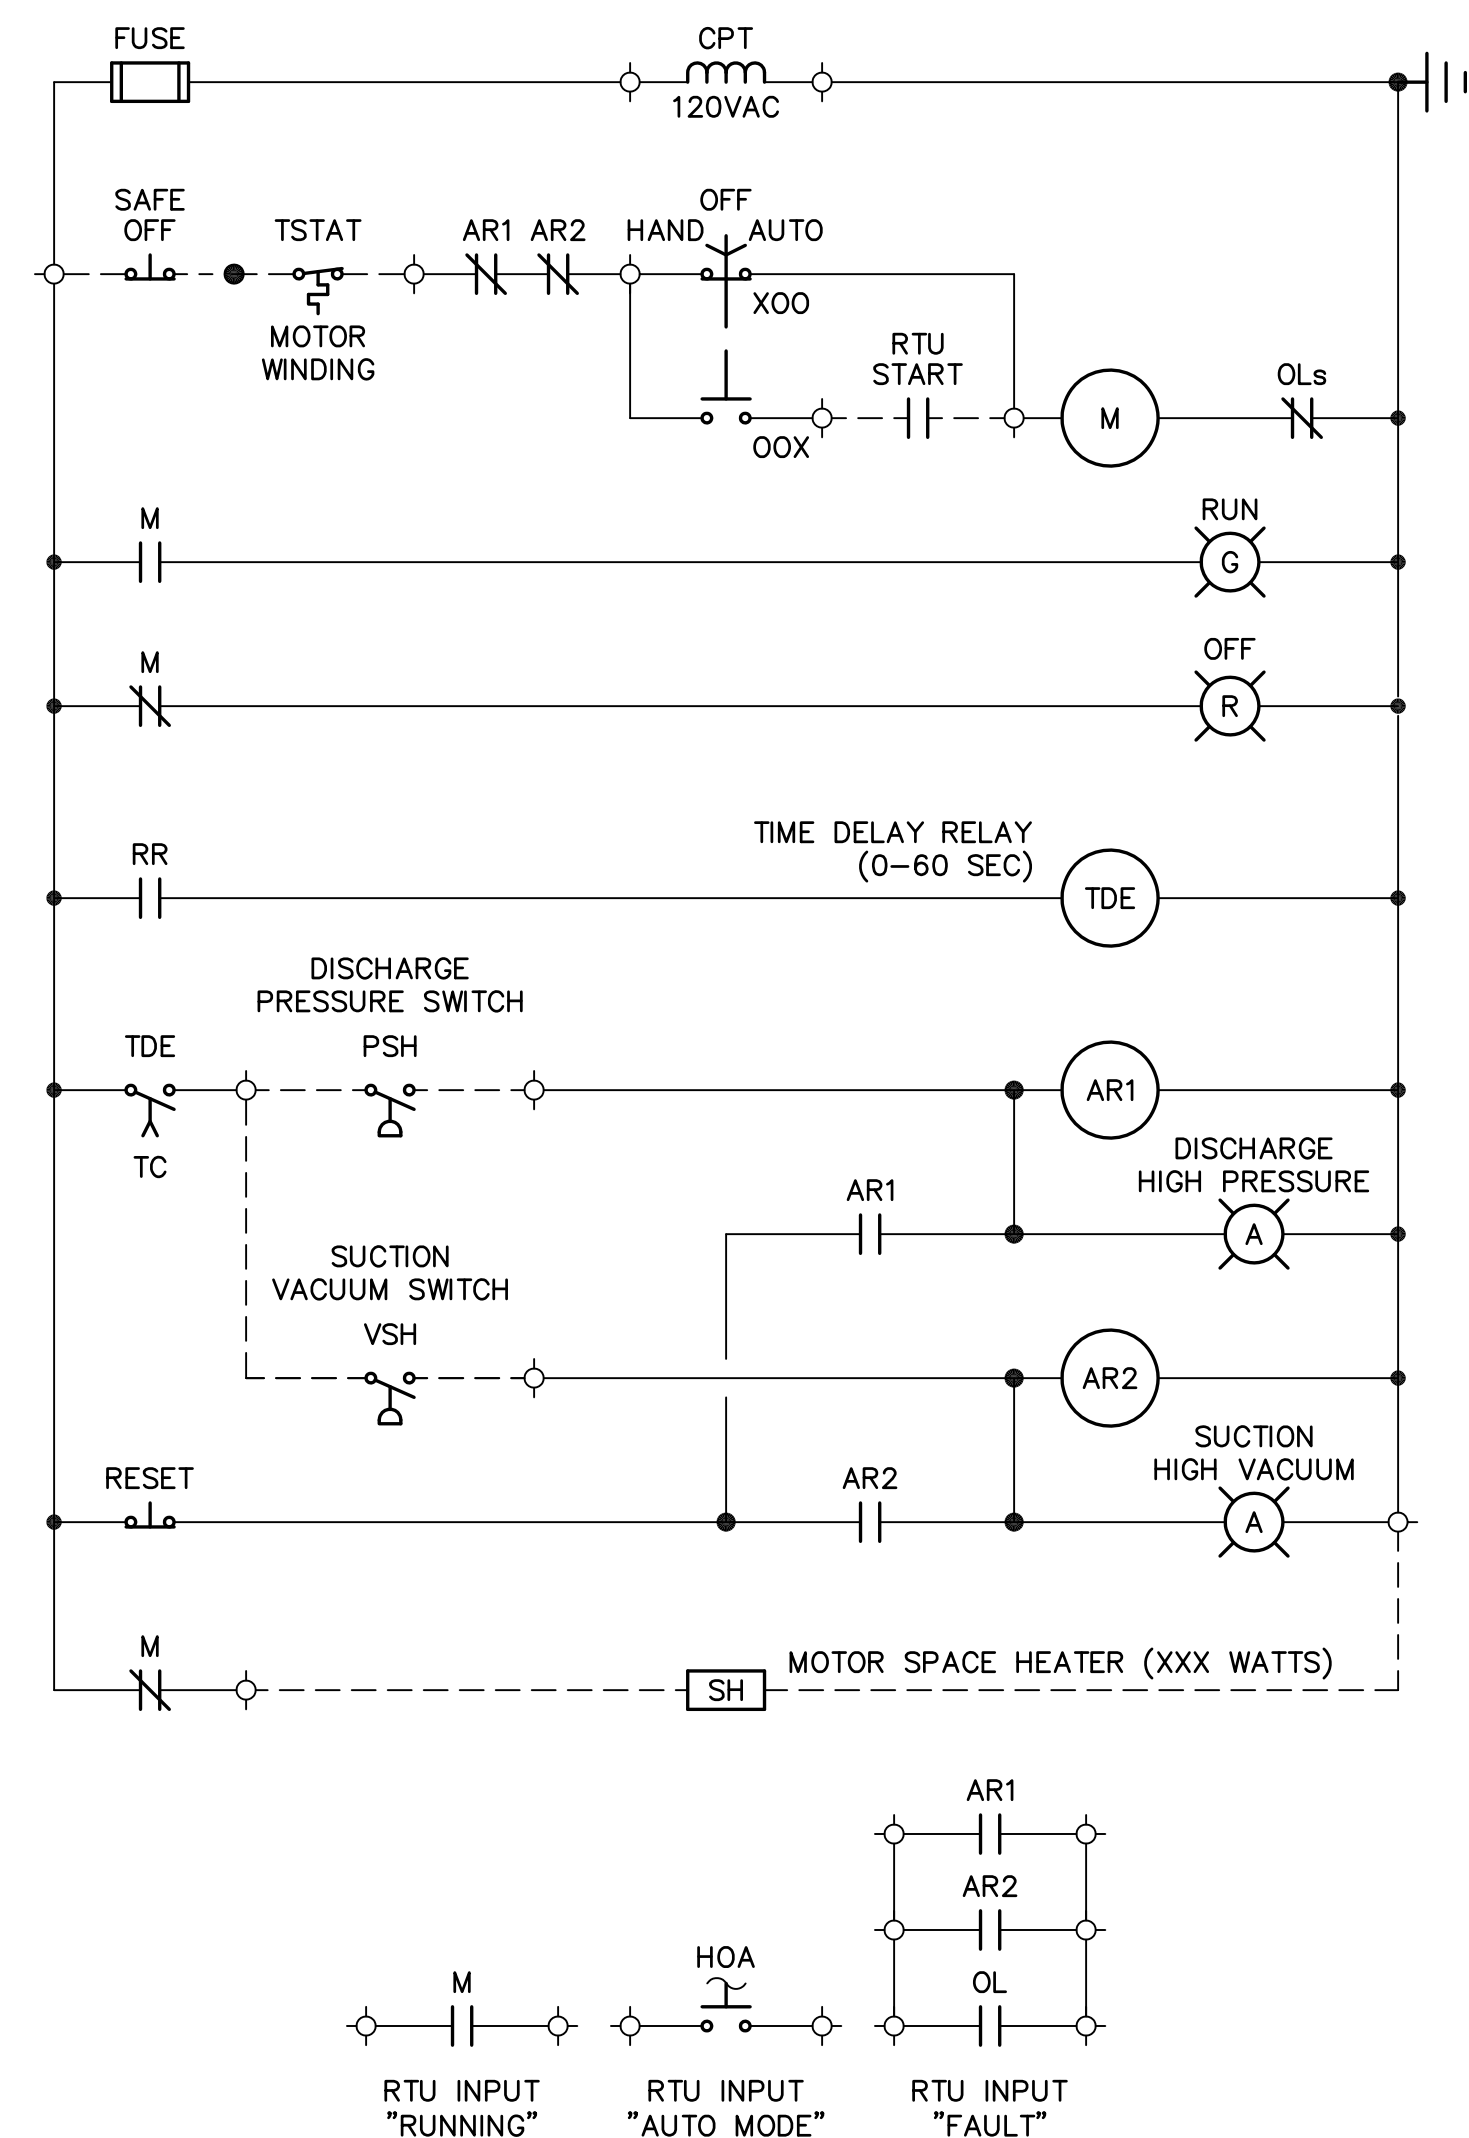 FUSE
CPT
120VAC
SAFE
OFF
TSTAT
MOTOR
WINDING
AR1
AR2
OFF
HAND
AUTO
XOO
RTU
START
OOX
M
OLs
M
RUN
G
M
OFF
R
RR
TIME DELAY RELAY
(0-60 SEC)
TDE
DISCHARGE
PRESSURE SWITCH
TDE
PSH
TC
AR1
DISCHARGE
HIGH PRESSURE
AR1
A
SUCTION
VACUUM SWITCH
VSH
AR2
SUCTION
HIGH VACUUM
RESET
AR2
A
M
MOTOR SPACE HEATER (XXX WATTS)
SH
AR1
AR2
OL
M
HOA
RTU INPUT
"RUNNING"
RTU INPUT
"AUTO MODE"
RTU INPUT
"FAULT"